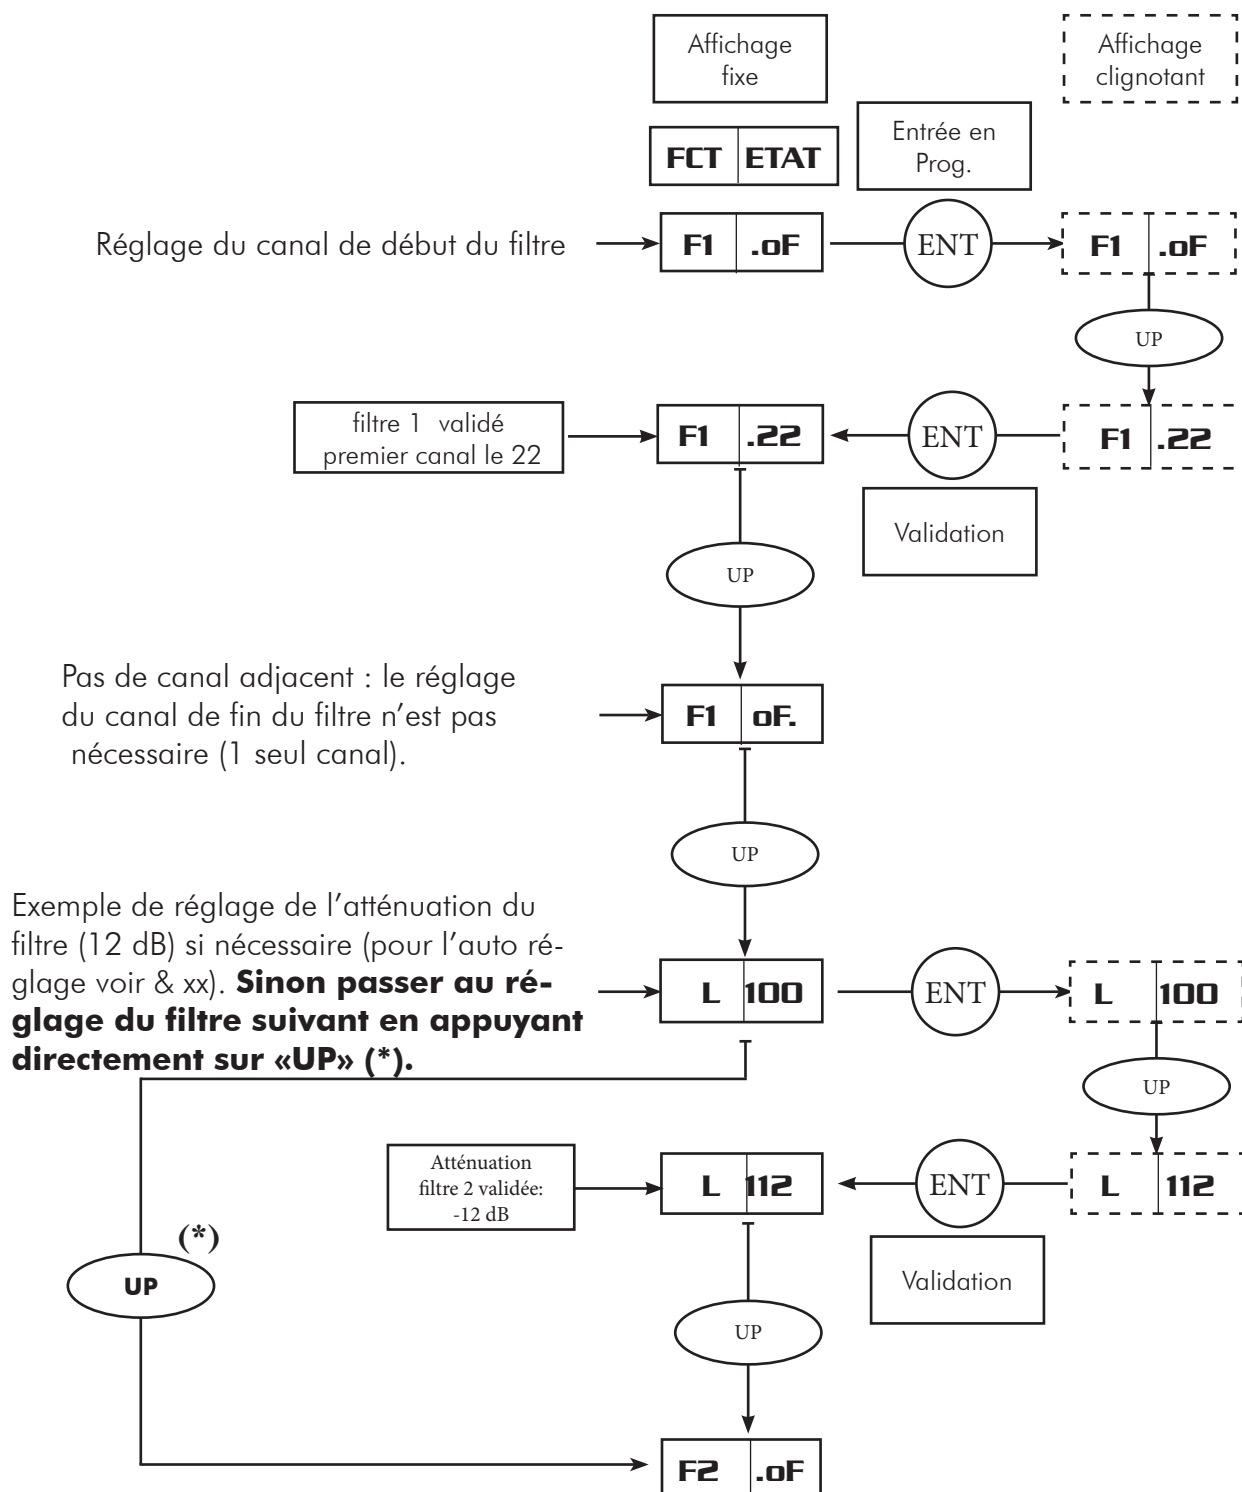 Affichage
fixe
Affichage
clignotant
FCT ETAT
Entrée en
Prog.
Réglage du canal de début du filtre
F1 .oF
ENT
F1 .oF
UP
filtre 1 validé
premier canal le 22
F1 .22
ENT
F1 .22
Validation
UP
Pas de canal adjacent : le réglage
du canal de fin du filtre n'est pas
nécessaire (1 seul canal).
F1 oF.
UP
Exemple de réglage de l'atténuation du
filtre (12 dB) si nécessaire (pour l'auto ré-
glage voir & xx). Sinon passer au ré-
glage du filtre suivant en appuyant
directement sur «UP» (*).
L 100
ENT
L 100
UP
Atténuation
filtre 2 validée:
-12 dB
L 112
ENT
L 112
Validation
(*)
UP
UP
F2 .oF